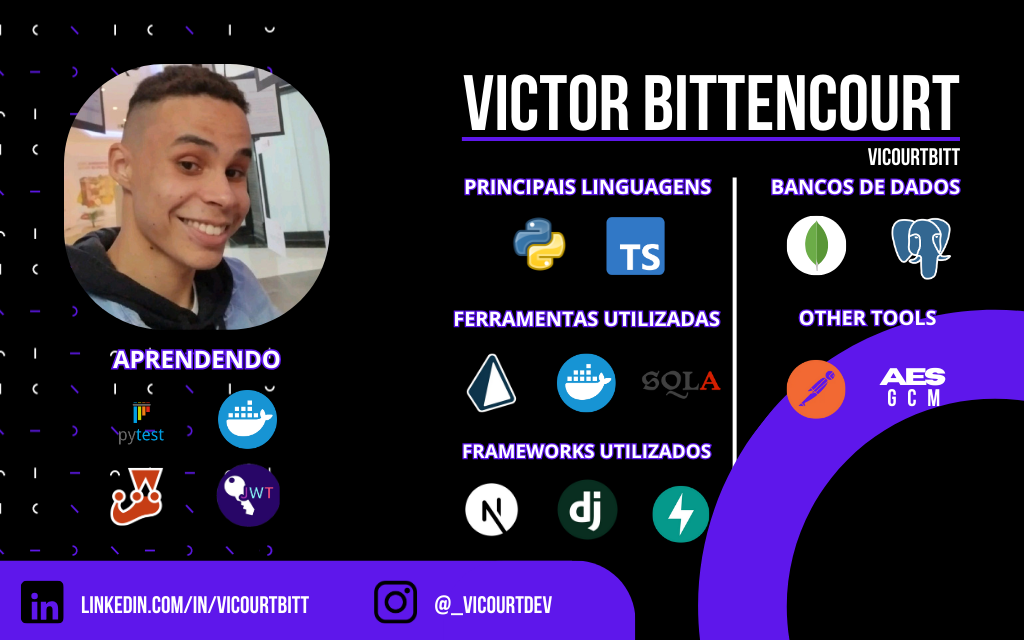 VICTOR BITTENCOURT
VICOURTBITT
PRINCIPAIS LINGUAGENS
TS
BANCOS DE DADOS
FERRAMENTAS UTILIZADAS
SQLA
OTHER TOOLS
AES
GCM
FRAMEWORKS UTILIZADOS
N
dj
APRENDENDO
pytest
JWT
in
LINKEDIN.COM/IN/VICOURTBITT
@_VICOURTDEV